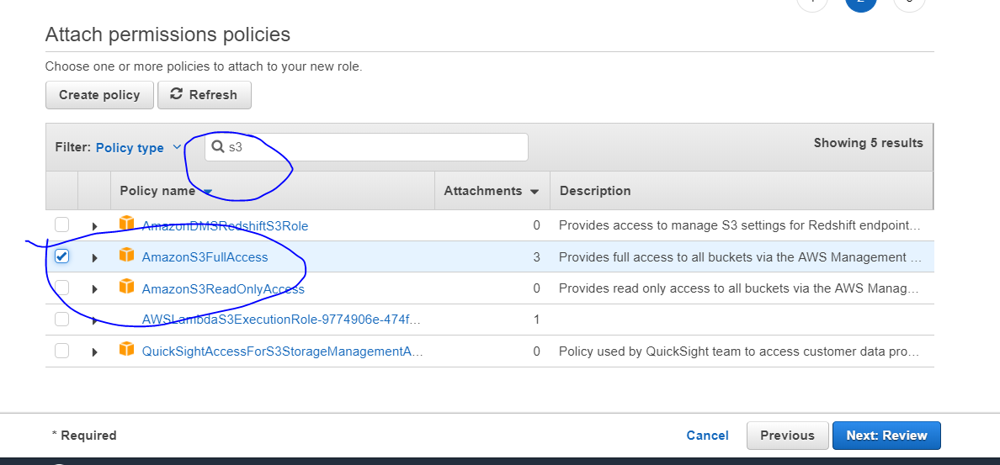 Attach permissions policies
Choose one or more policies to attach to your new role.
Create policy Refresh
Filter: Policy type s3 Showing 5 results
Policy name Attachments Description
AmazonDMSRedshiftS3Role 0 Provides access to manage S3 settings for Redshift endpoint...
AmazonS3FullAccess 3 Provides full access to all buckets via the AWS Management ...
AmazonS3ReadOnlyAccess 0 Provides read only access to all buckets via the AWS Manag...
AWSLambdaS3ExecutionRole-9774906e-474f... 1
QuickSightAccessForS3StorageManagementA... 0 Policy used by QuickSight team to access customer data pro...
* Required Cancel Previous Next: Review